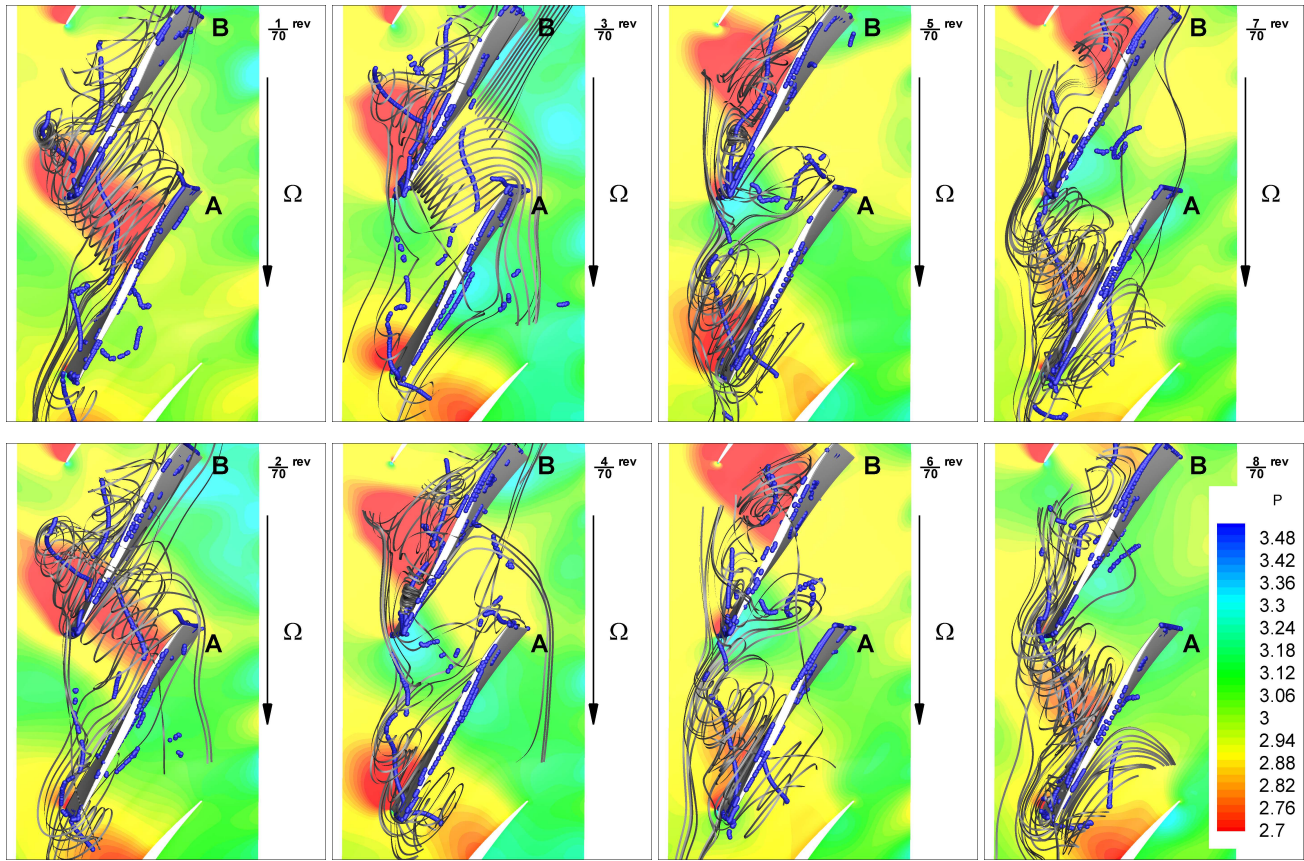 B
1/70 rev
Ω
A
B
3/70 rev
Ω
A
B
5/70 rev
Ω
A
B
7/70 rev
Ω
A
B
2/70 rev
Ω
A
B
4/70 rev
Ω
A
B
6/70 rev
Ω
A
B
8/70 rev
A
P
3.48
3.42
3.36
3.3
3.24
3.18
3.12
3.06
3
2.94
2.88
2.82
2.76
2.7